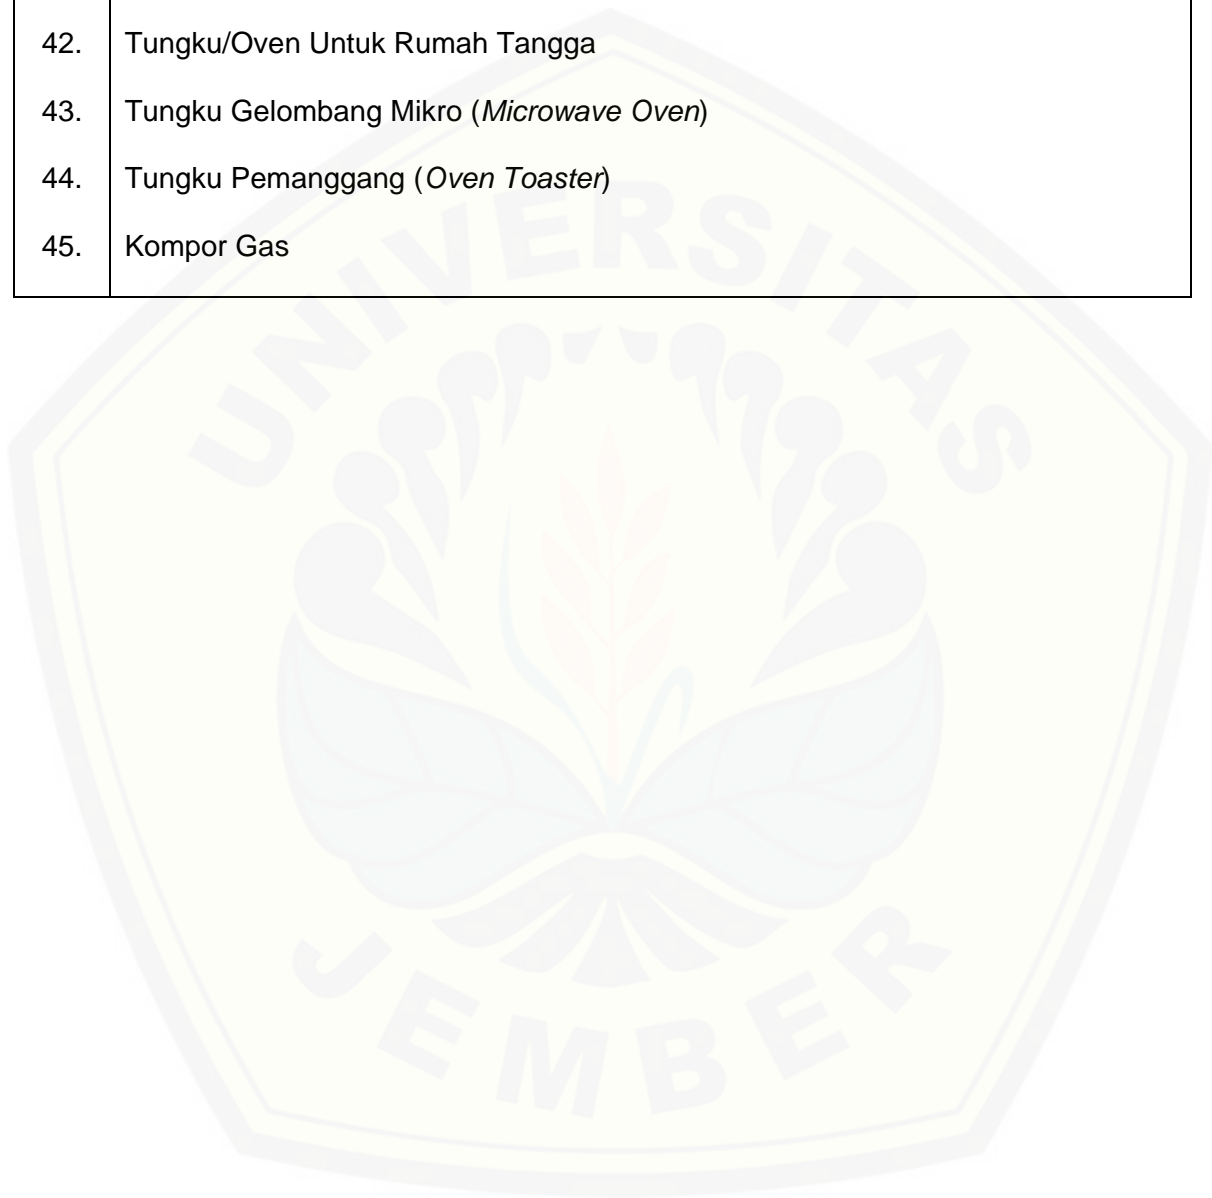 42. Tungku/Oven Untuk Rumah Tangga
43. Tungku Gelombang Mikro (Microwave Oven)
44. Tungku Pemanggang (Oven Toaster)
45. Kompor Gas
UNIVERSITAS
JEMBER